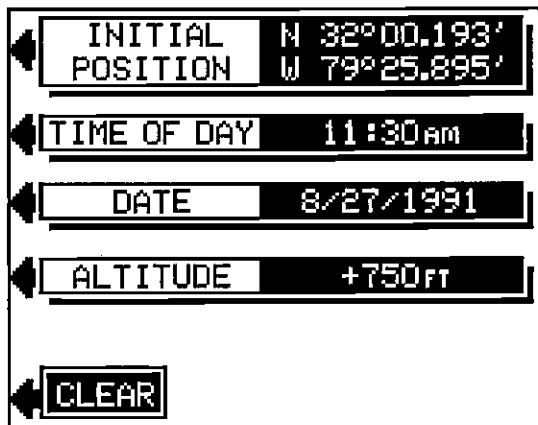 INITIAL N 32°00.193'
POSITION W 79°25.895'
TIME OF DAY 11:30AM
DATE 8/27/1991
ALTITUDE +750FT
CLEAR